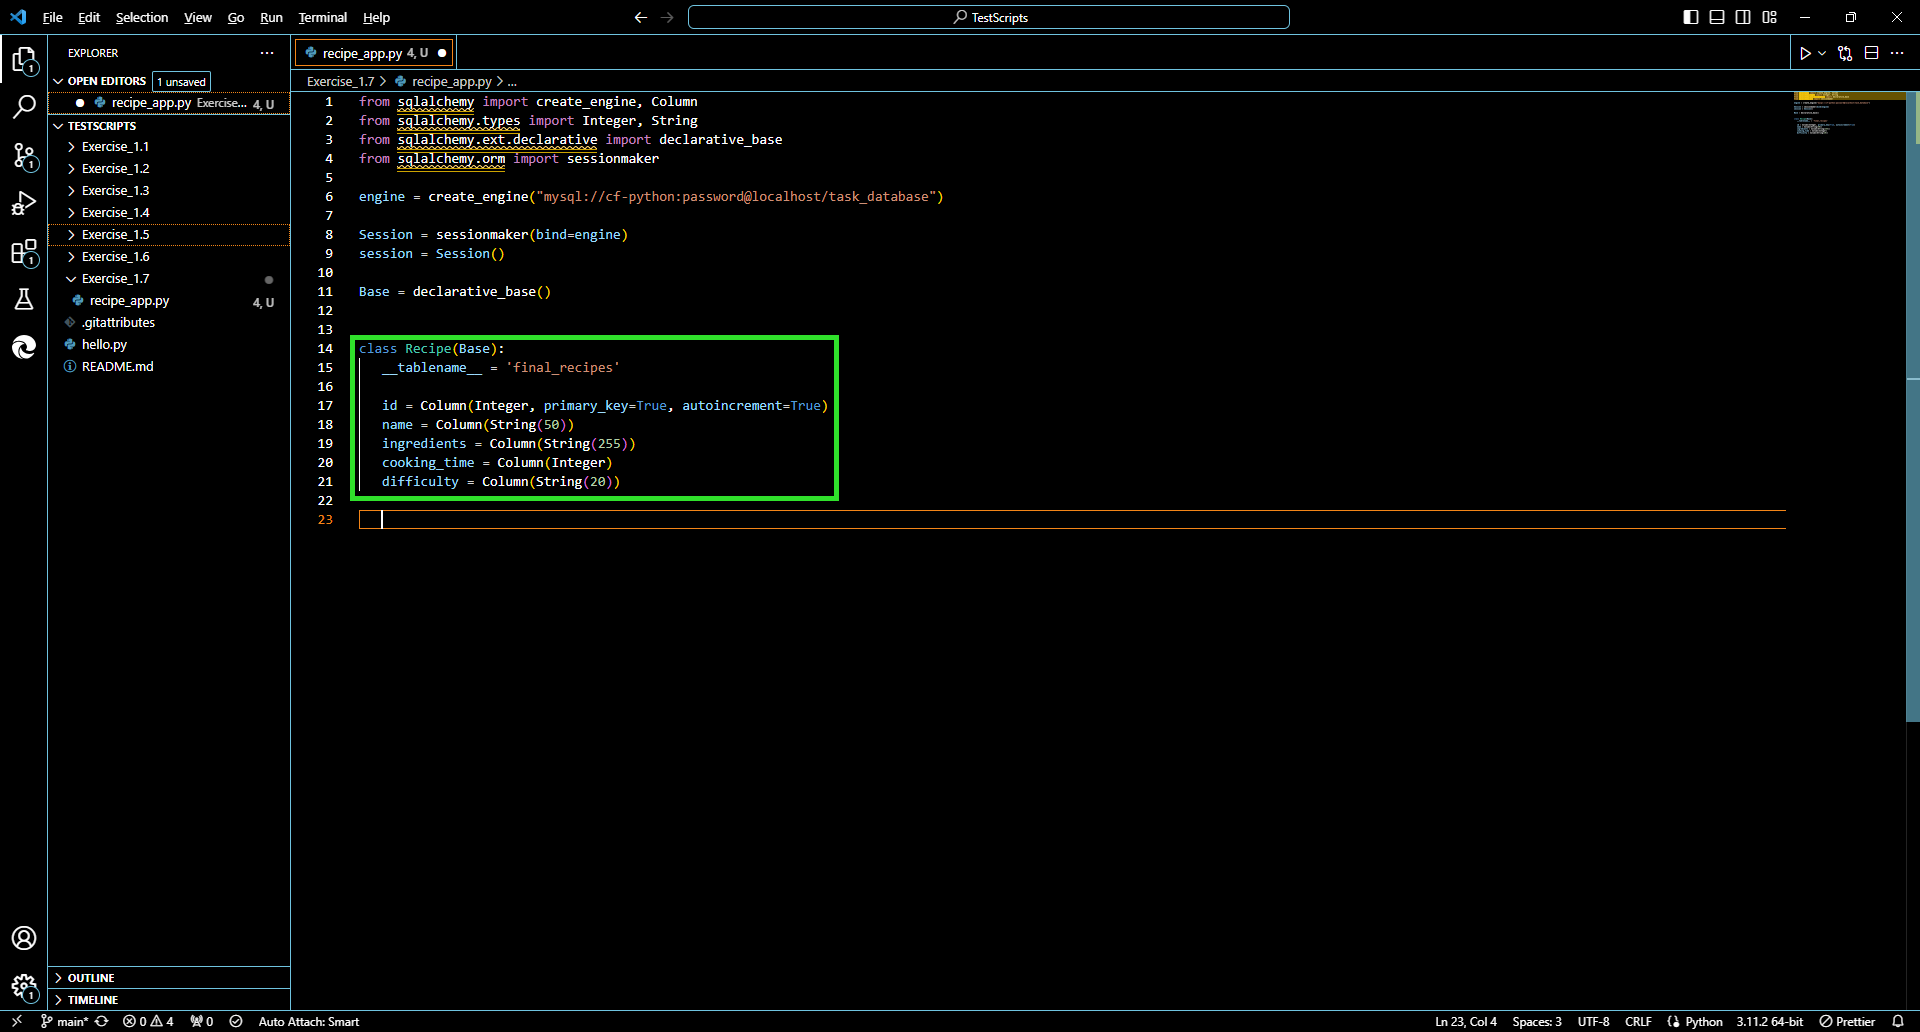 File Edit Selection View Go Run Terminal Help
TestScripts
EXPLORER
OPEN EDITORS 1 unsaved
recipe_app.py Exercise... 4, U
TESTSCRIPTS
Exercise_1.1
Exercise_1.2
Exercise_1.3
Exercise_1.4
Exercise_1.5
Exercise_1.6
Exercise_1.7
recipe_app.py 4, U
.gitattributes
hello.py
README.md
OUTLINE
TIMELINE
recipe_app.py 4, U
Exercise_1.7 > recipe_app.py > ...
1 from sqlalchemy import create_engine, Column
2 from sqlalchemy.types import Integer, String
3 from sqlalchemy.ext.declarative import declarative_base
4 from sqlalchemy.orm import sessionmaker
5
6 engine = create_engine("mysql://cf-python:password@localhost/task_database")
7
8 Session = sessionmaker(bind=engine)
9 session = Session()
10
11 Base = declarative_base()
12
13
14 class Recipe(Base):
15 __tablename__ = 'final_recipes'
16
17 id = Column(Integer, primary_key=True, autoincrement=True)
18 name = Column(String(50))
19 ingredients = Column(String(255))
20 cooking_time = Column(Integer)
21 difficulty = Column(String(20))
22
23
1
1
1
1
main* 0 4 0 Auto Attach: Smart Ln 23, Col 4 Spaces: 3 UTF-8 CRLF Python 3.11.2 64-bit Prettier